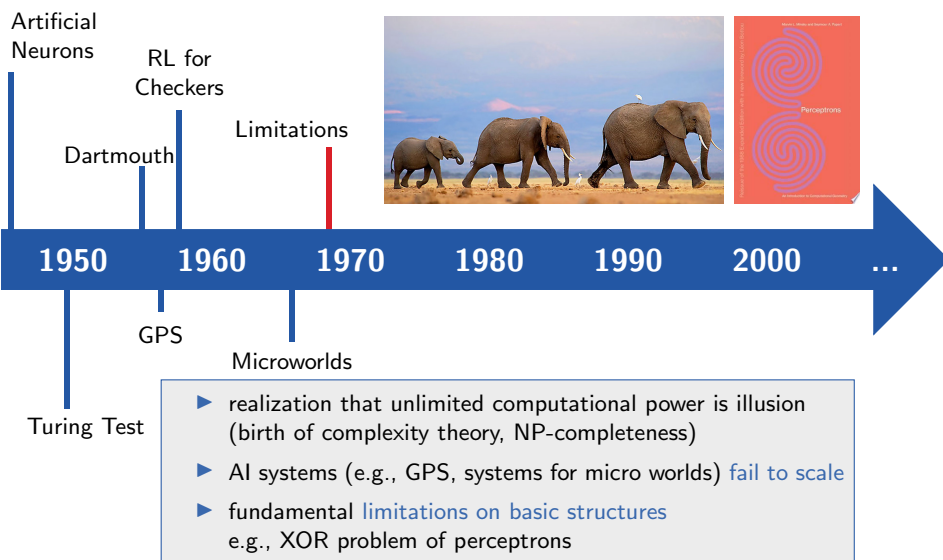 Artificial
Neurons
RL for
Checkers
Limitations
Dartmouth
Perceptrons
1950 1960 1970 1980 1990 2000 ...
GPS
Microworlds
Turing Test
▶ realization that unlimited computational power is illusion
(birth of complexity theory, NP-completeness)
▶ AI systems (e.g., GPS, systems for micro worlds) fail to scale
▶ fundamental limitations on basic structures
e.g., XOR problem of perceptrons